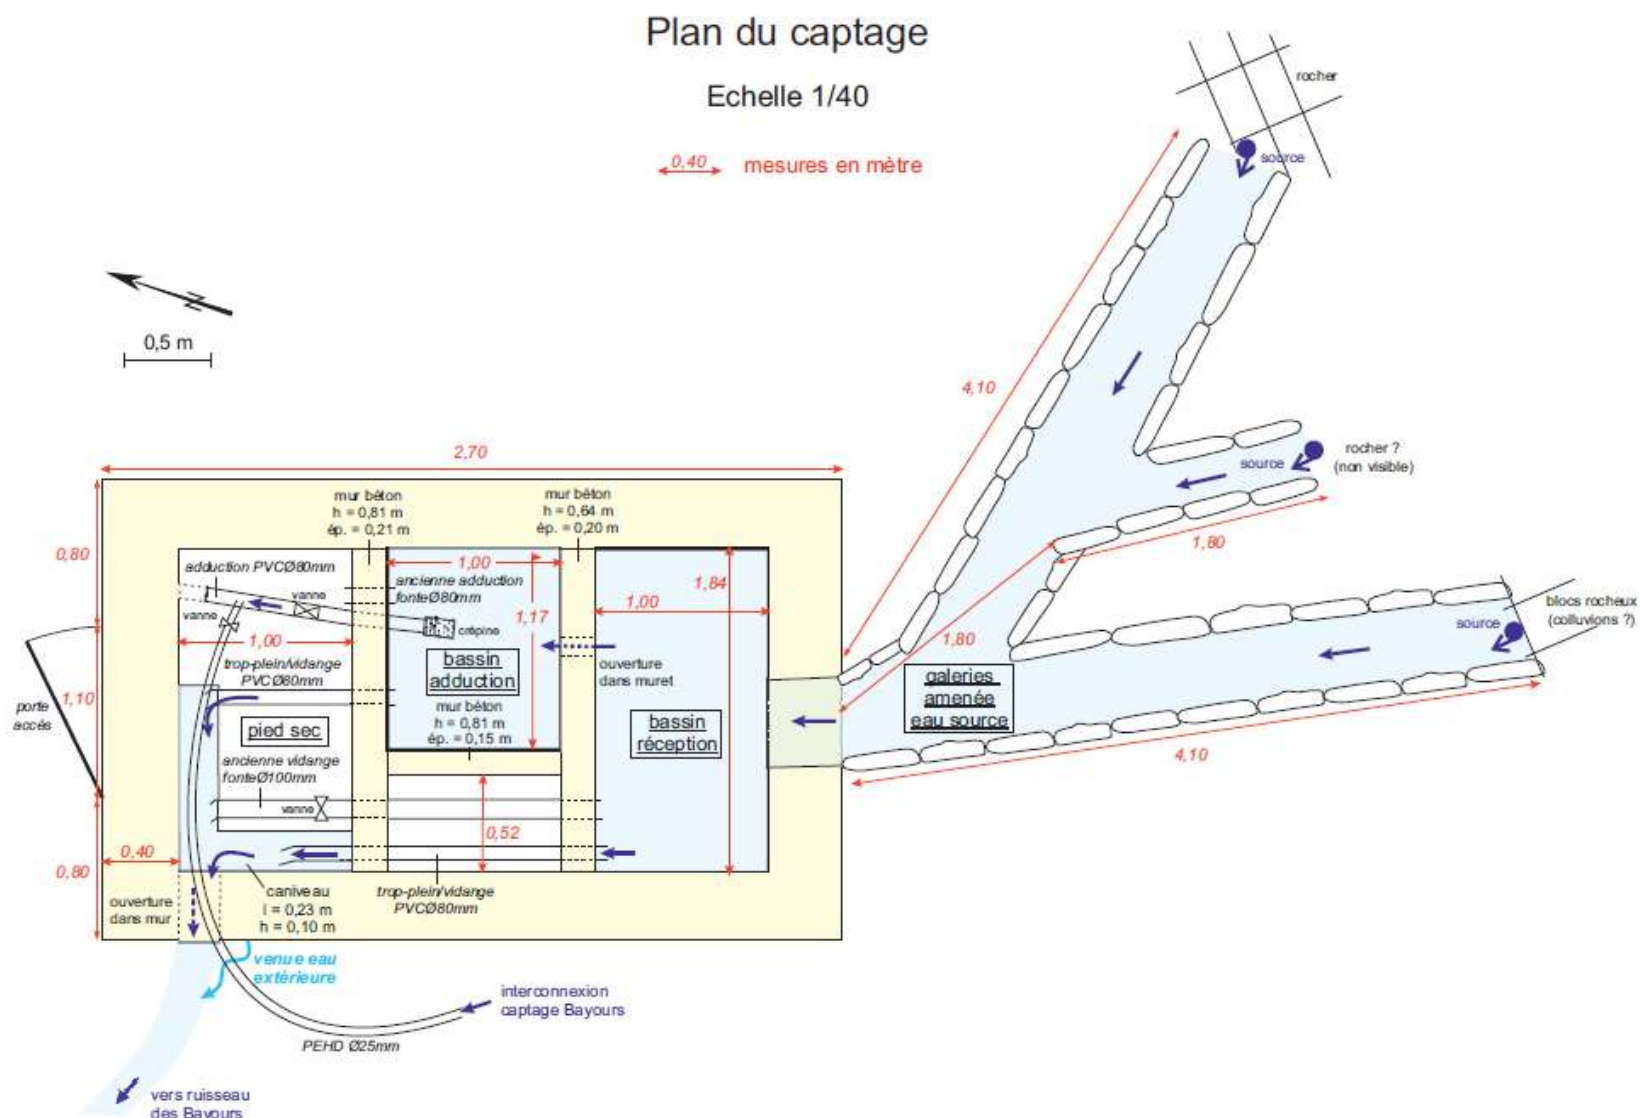 Plan du captage
Echelle 1/40
0,40
mesures en mètre
rocher
source
0,5 m
4,10
2,70
source
rocher ?
(non visible)
mur béton
h = 0,81 m
ép. = 0,21 m
mur béton
h = 0,64 m
ép. = 0,20 m
0,80
1,80
adduction PVCØ80mm
1,00
ancienne adduction
fonteØ80mm
1,84
vanne
vanne
crépine
1,17
1,00
blocs rocheux
(colluvions ?)
source
1,00
1,80
trop-plein/vidange
PVCØ80mm
bassin
adduction
ouverture
dans muret
galeries
amenée
eau source
1,10
porte
accés
mur béton
h = 0,81 m
ép. = 0,15 m
pied sec
bassin
réception
ancienne vidange
fonteØ100mm
4,10
vanne
0,52
0,40
0,80
ouverture
dans mur
caniveau
l = 0,23 m
h = 0,10 m
trop-plein/vidange
PVCØ80mm
venue eau
extérieure
interconnexion
captage Bayours
PEHD Ø25mm
vers ruisseau
des Bayours